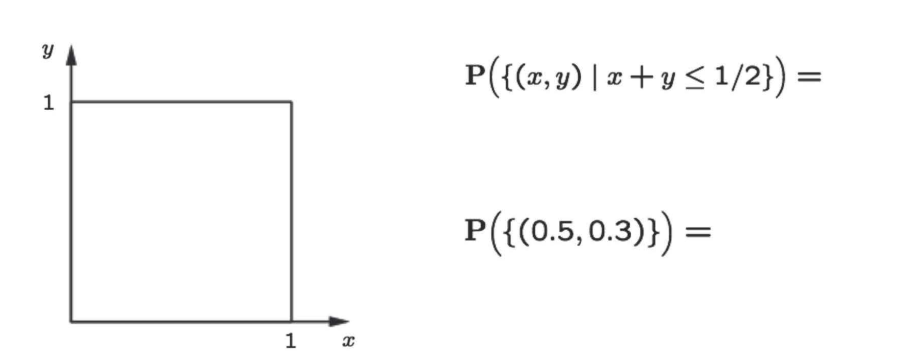 y
1
P({(x, y) | x + y ≤ 1/2}) =
P({(0.5, 0.3)}) =
1
x